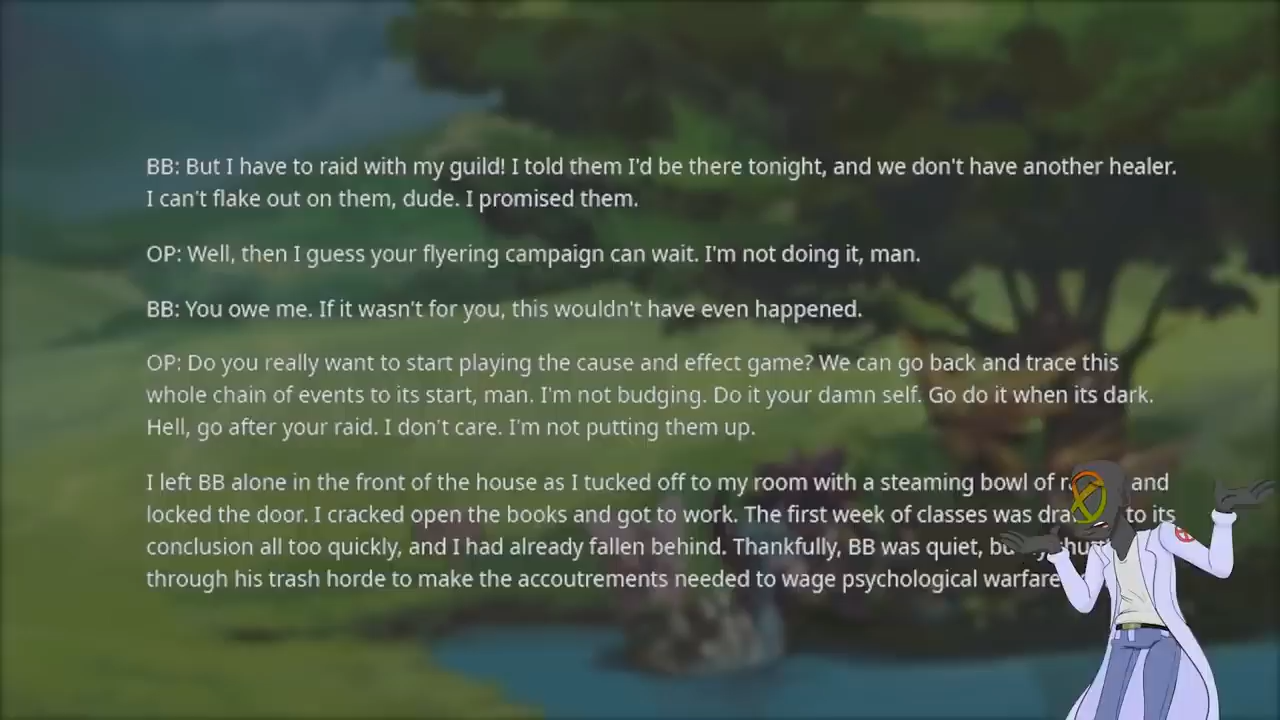 BB: But I have to raid with my guild! I told them I'd be there tonight, and we don't have another healer.
I can't flake out on them, dude. I promised them.
OP: Well, then I guess your flyering campaign can wait. I'm not doing it, man.
BB: You owe me. If it wasn't for you, this wouldn't have even happened.
OP: Do you really want to start playing the cause and effect game? We can go back and trace this
whole chain of events to its start, man. I'm not budging. Do it your damn self. Go do it when its dark.
Hell, go after your raid. I don't care. I'm not putting them up.
I left BB alone in the front of the house as I tucked off to my room with a steaming bowl of and
locked the door. I cracked open the books and got to work. The first week of classes was to its
conclusion all too quickly, and I had already fallen behind. Thankfully, BB was quiet,
through his trash horde to make the accoutrements needed to wage psychological warfare